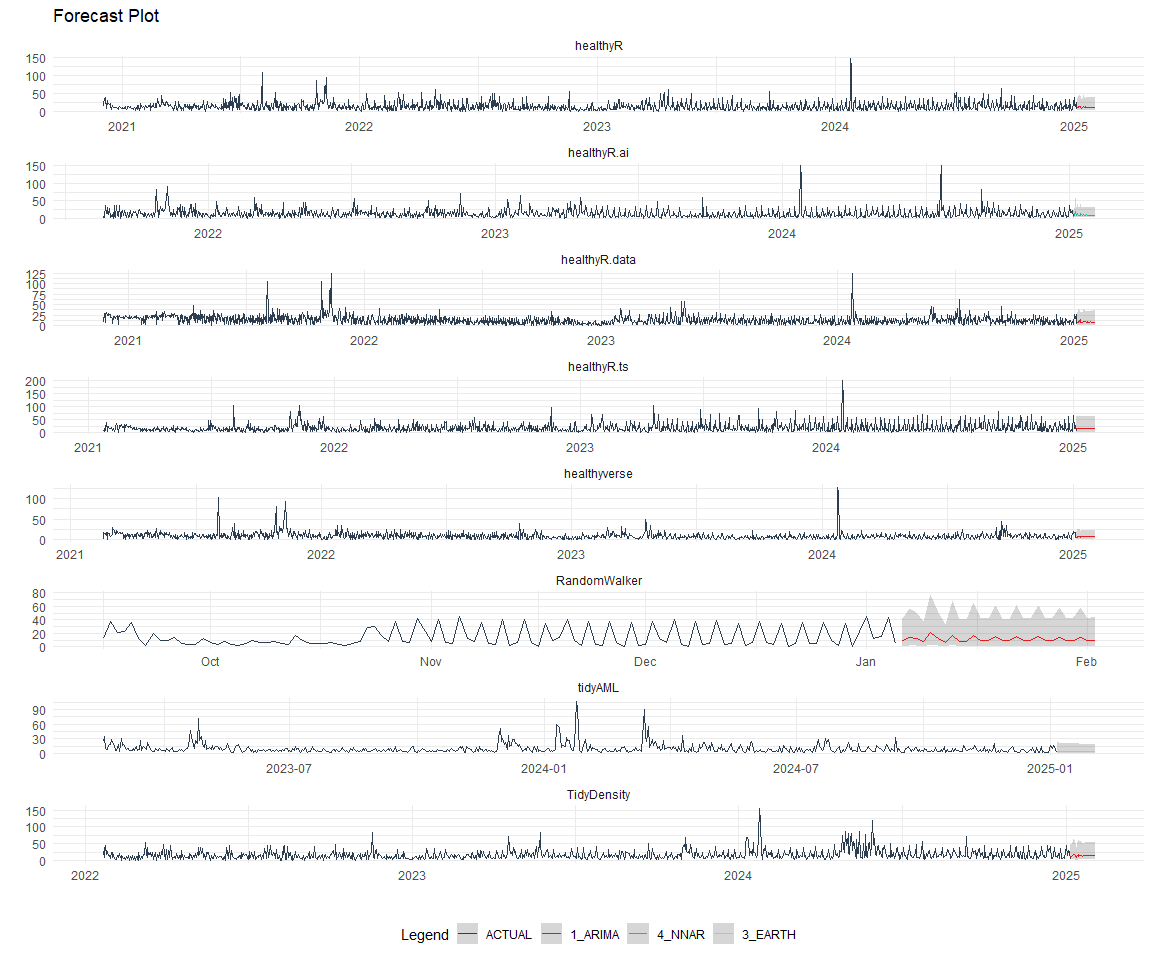 Forecast Plot
healthyR
150
100
50
0
2021 2022 2023 2024 2025
healthyR.ai
150
100
50
0
2022 2023 2024 2025
healthyR.data
125
100
75
50
25
0
2021 2022 2023 2024 2025
healthyR.ts
200
150
100
50
0
2021 2022 2023 2024 2025
healthyverse
100
50
0
2021 2022 2023 2024 2025
RandomWalker
80
60
40
20
0
Oct Nov Dec Jan Feb
tidyAML
90
60
30
0
2023-07 2024-01 2024-07 2025-01
TidyDensity
150
100
50
0
2022 2023 2024 2025
Legend ACTUAL 1_ARIMA 4_NNAR 3_EARTH